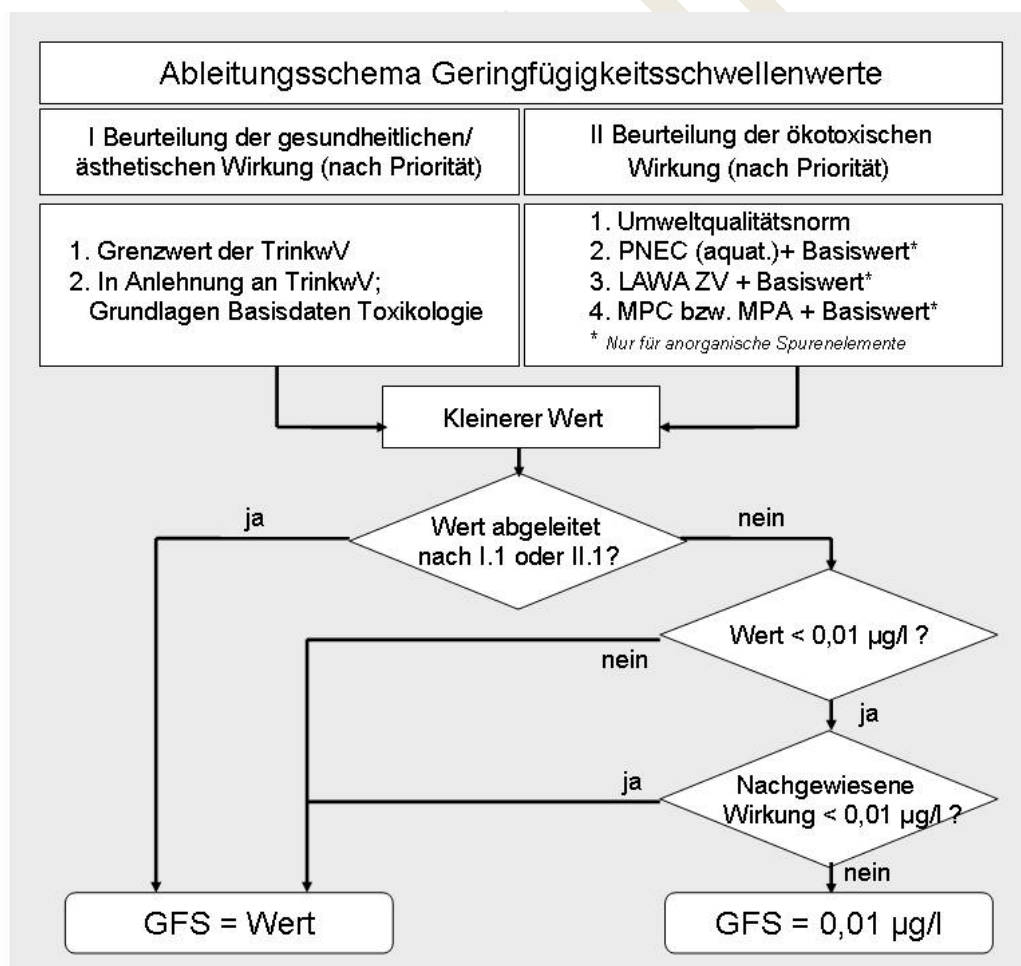 Ableitungsschema Geringfügigkeitsschwellenwerte
I Beurteilung der gesundheitlichen/
ästhetischen Wirkung (nach Priorität)
II Beurteilung der ökotoxischen
Wirkung (nach Priorität)
1. Grenzwert der TrinkwV
2. In Anlehnung an TrinkwV;
Grundlagen Basisdaten Toxikologie
1. Umweltqualitätsnorm
2. PNEC (aquat.)+ Basiswert*
3. LAWA ZV + Basiswert*
4. MPC bzw. MPA + Basiswert*
* Nur für anorganische Spurenelemente
Kleinerer Wert
ja
Wert abgeleitet
nach I.1 oder II.1?
nein
Wert < 0,01 µg/l ?
nein
ja
ja
Nachgewiesene
Wirkung < 0,01 µg/l ?
nein
GFS = Wert
GFS = 0,01 µg/l